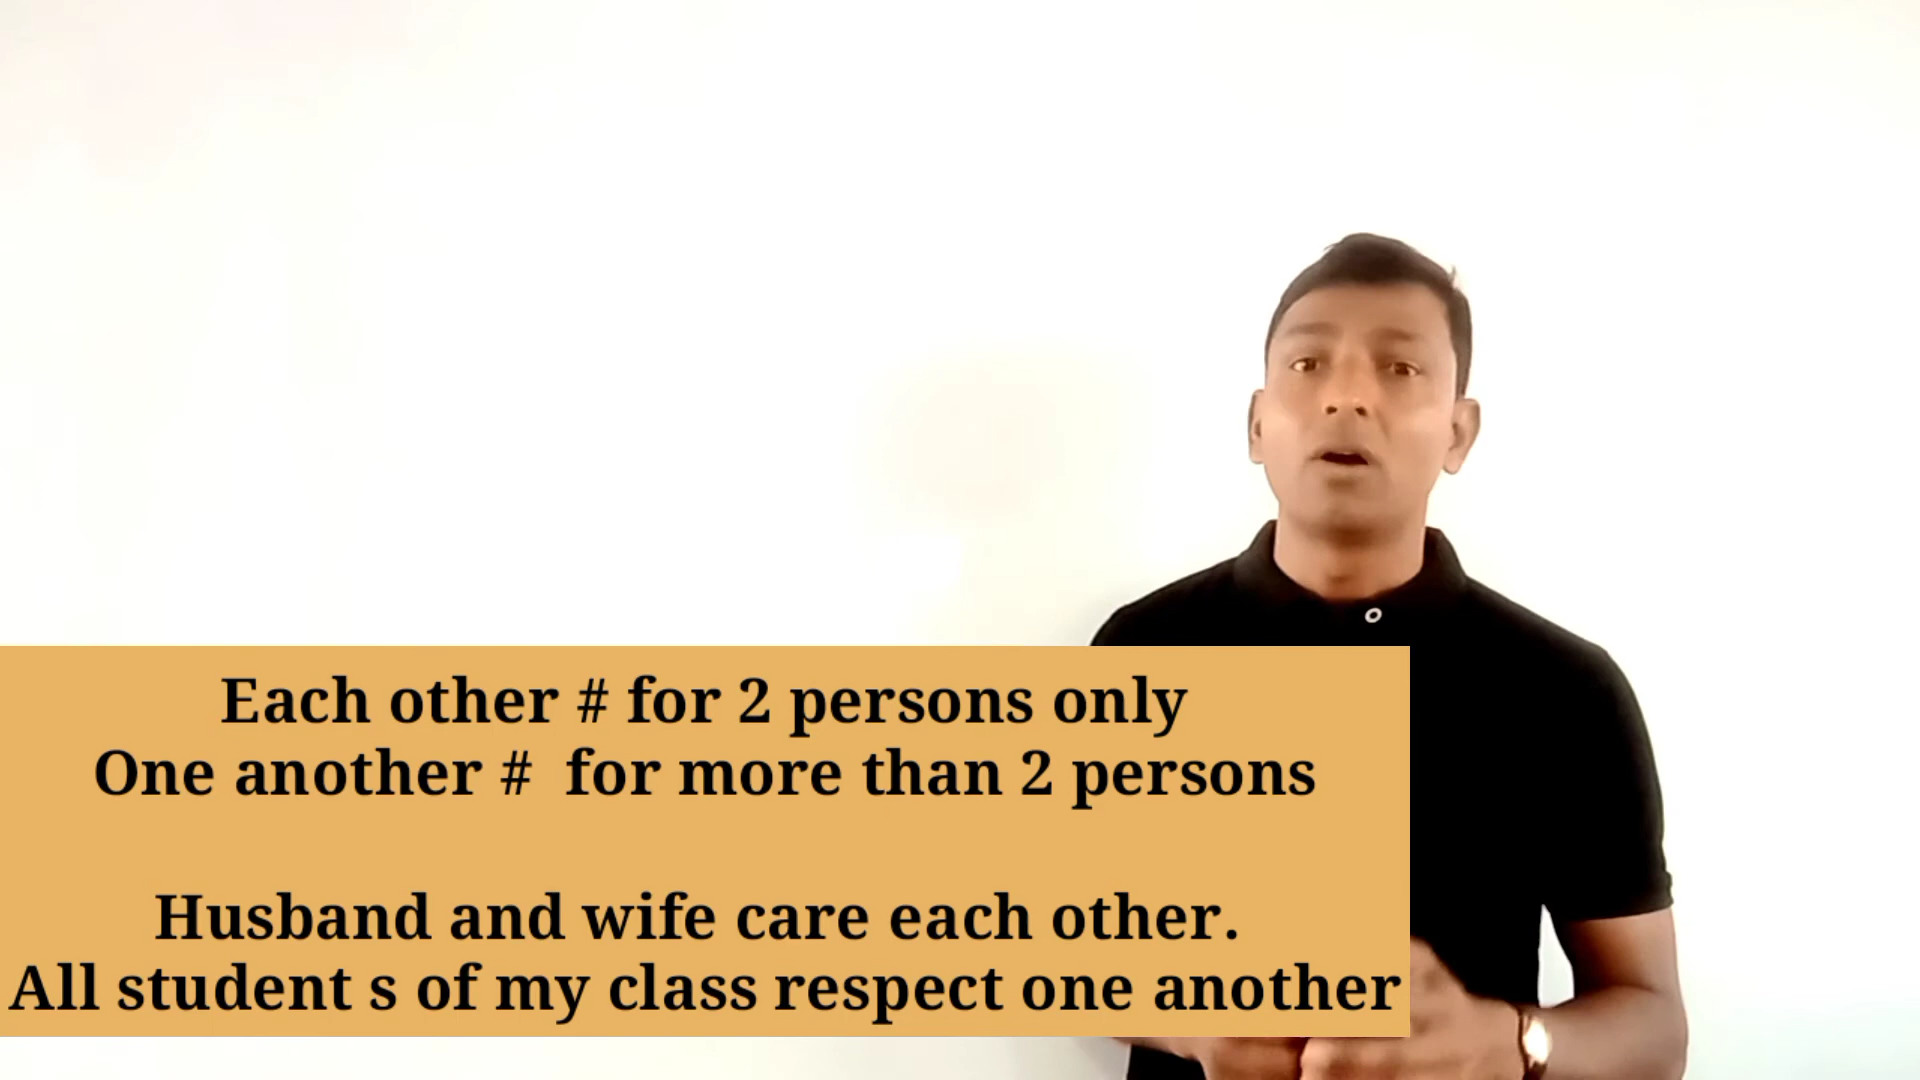 Each other # for 2 persons only
One another # for more than 2 persons
Husband and wife care each other.
All student s of my class respect one another